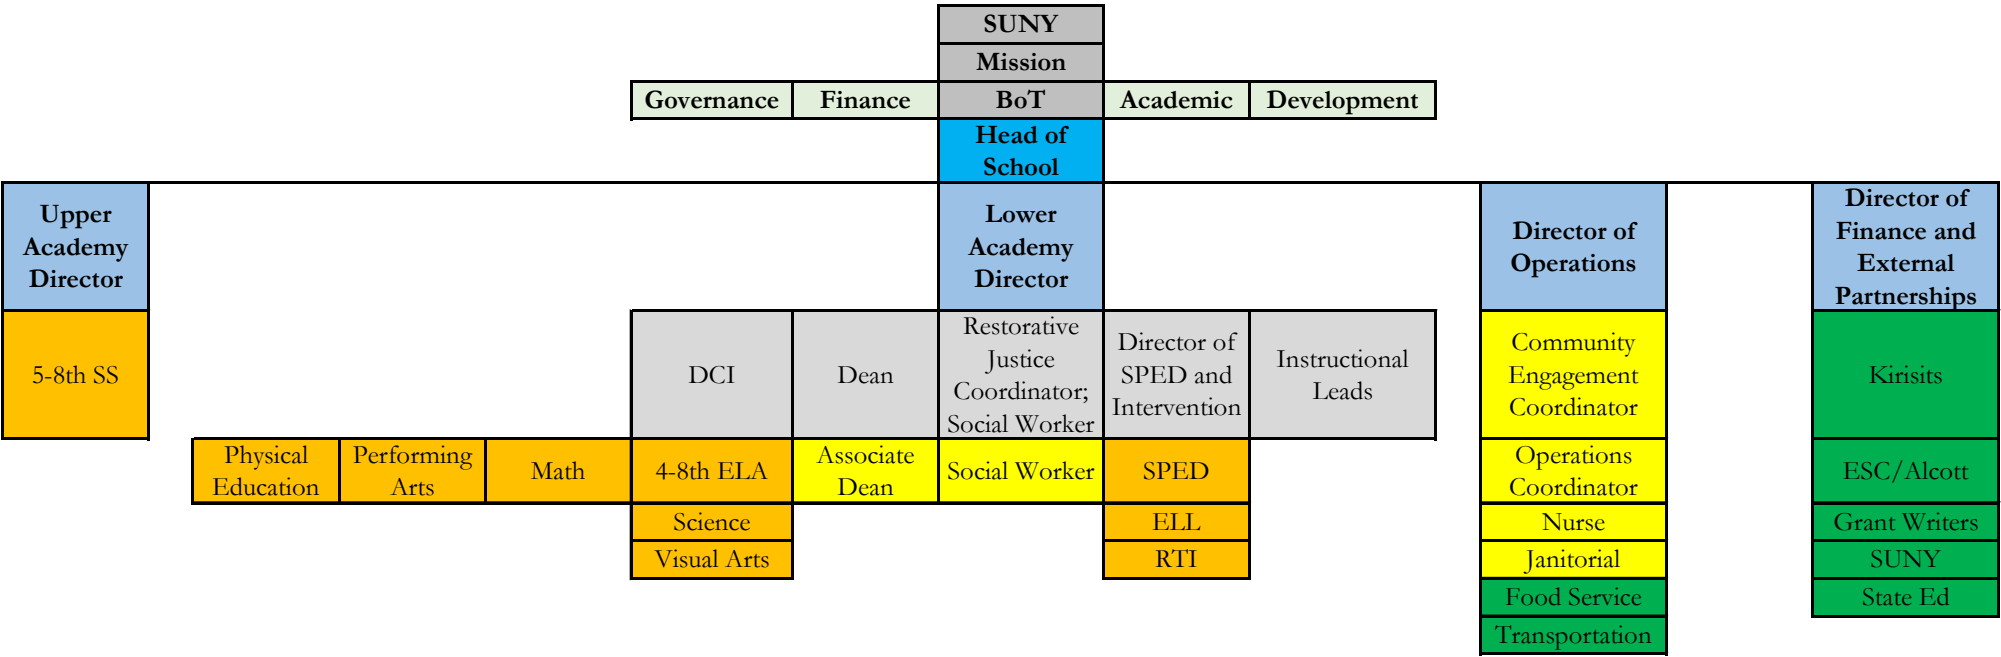 SUNY
Mission
Governance Finance BoT Academic Development
Head of
School
Upper
Academy
Director
Lower
Academy
Director
Director of
Operations
Director of
Finance and
External
Partnerships
5-8th SS
DCI
Dean
Restorative
Justice
Coordinator;
Social Worker
Director of
SPED and
Intervention
Instructional
Leads
Community
Engagement
Coordinator
Kirisits
Physical
Education
Performing
Arts
Math
4-8th ELA
Associate
Dean
Social Worker
SPED
Operations
Coordinator
ESC/Alcott
Science
ELL
Nurse
Grant Writers
Visual Arts
RTI
Janitorial
SUNY
Food Service
State Ed
Transportation